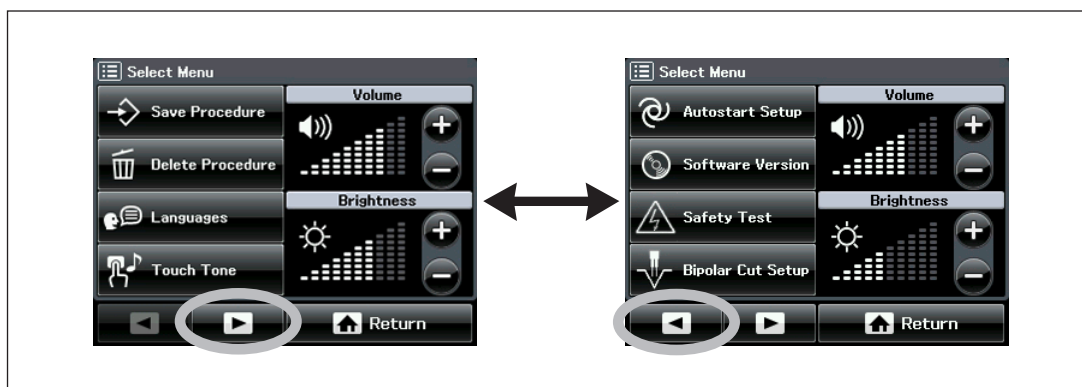 Select Menu
Save Procedure
Delete Procedure
Languages
Touch Tone
Volume
Brightness
Return
Select Menu
Autostart Setup
Software Version
Safety Test
Bipolar Cut Setup
Volume
Brightness
Return